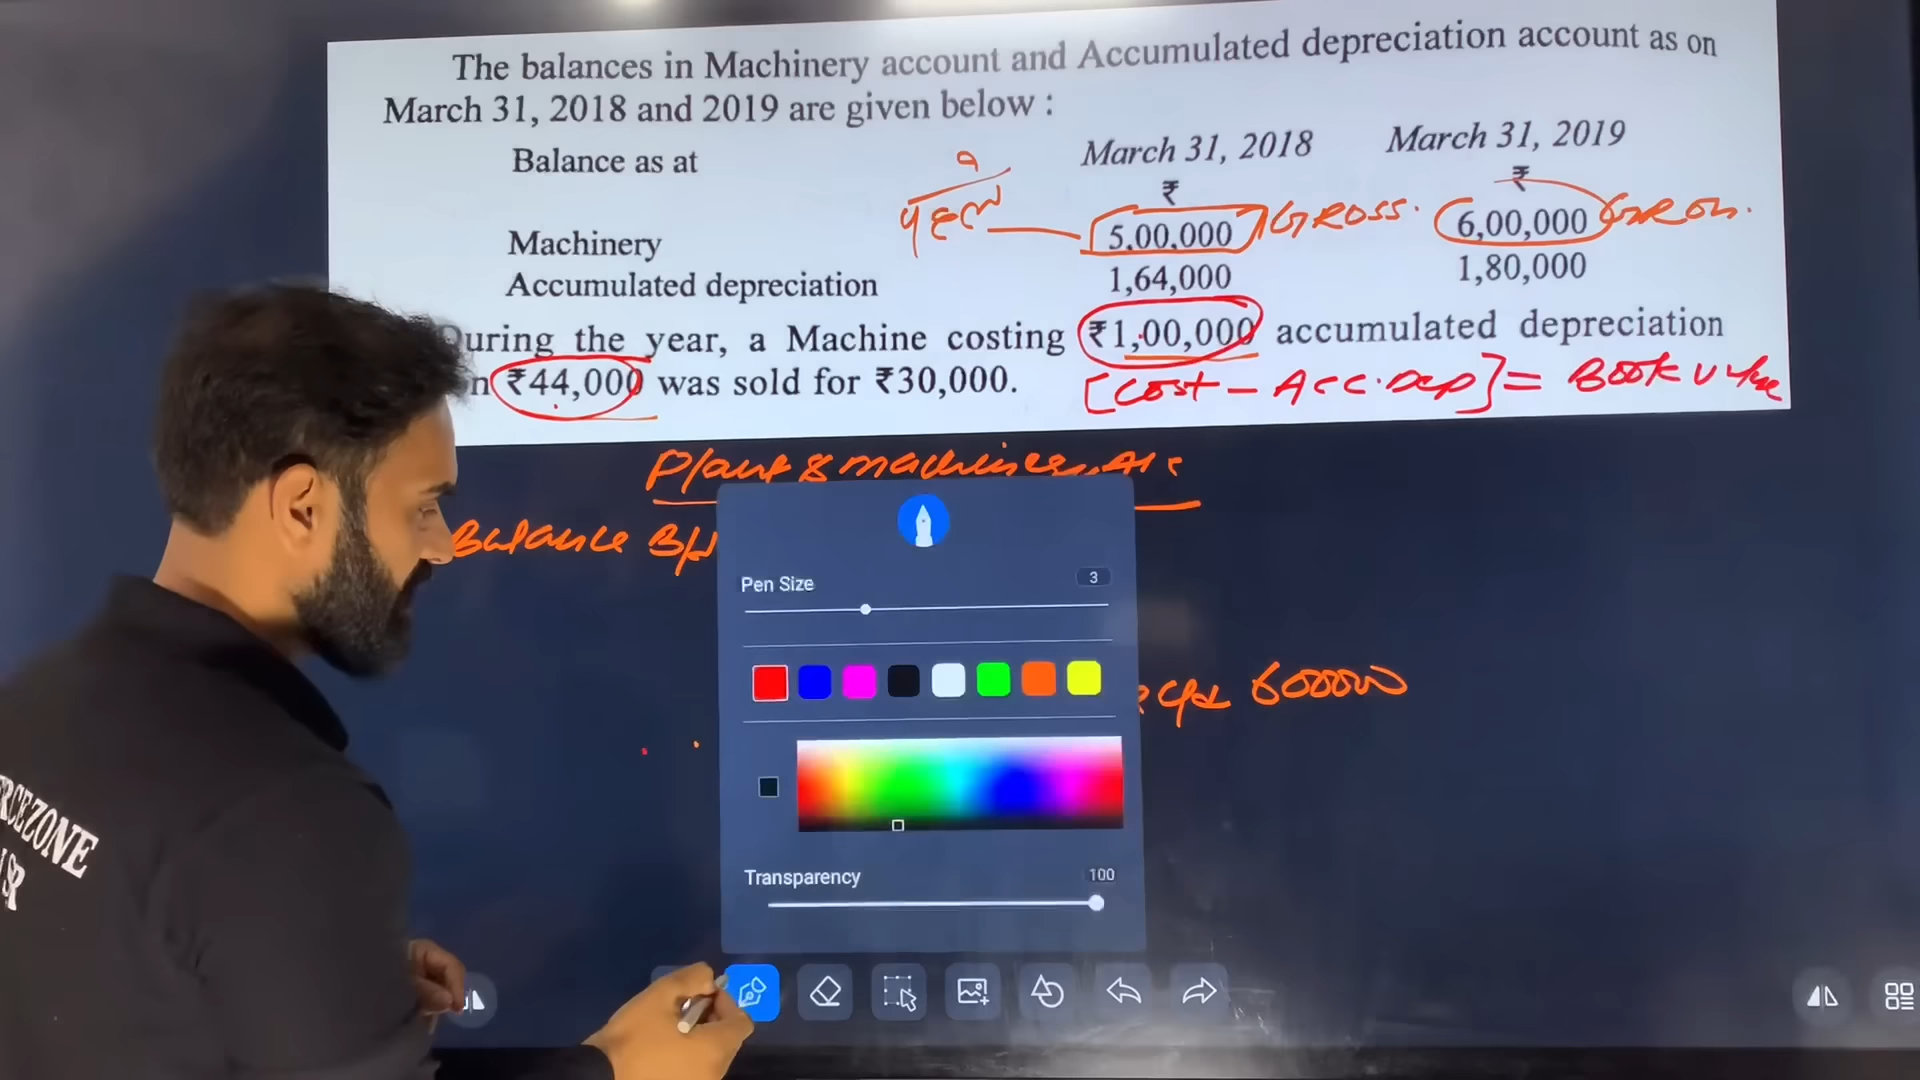 The balances in Machinery account and Accumulated depreciation account as on
March 31, 2018 and 2019 are given below :
Balance as at March 31, 2018 March 31, 2019
₹ ₹
Machinery 5,00,000 GROSS. 6,00,000
Accumulated depreciation 1,64,000 1,80,000
uring the year, a Machine costing ₹1,00,000 accumulated depreciation
n ₹44,000 was sold for ₹30,000.
[Cost - Acc. Dep] = Book value
Plant & machinery A/c
Balance B/d
Pen Size 3
600000
Transparency 100
RCEZONE
SR